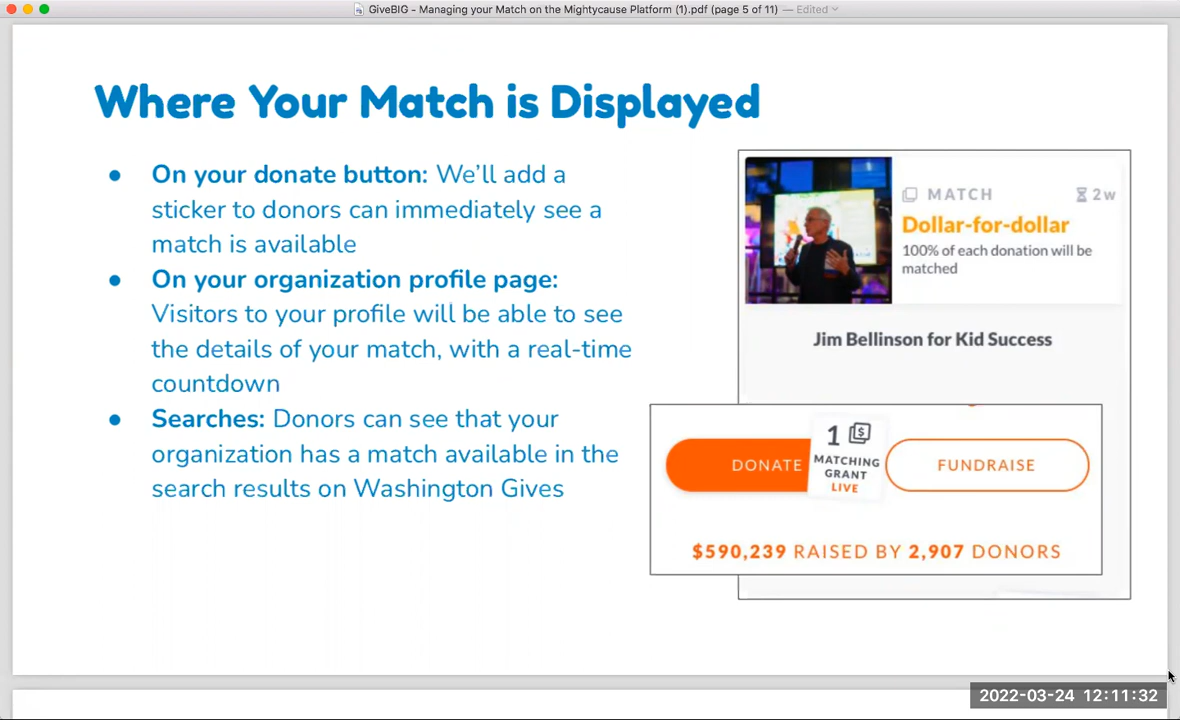 GiveBIG - Managing your Match on the Mightycause Platform (1).pdf (page 5 of 11) — Edited
Where Your Match is Displayed
● On your donate button: We’ll add a
sticker to donors can immediately see a
match is available
● On your organization profile page:
Visitors to your profile will be able to see
the details of your match, with a real-time
countdown
● Searches: Donors can see that your
organization has a match available in the
search results on Washington Gives
MATCH 2w
Dollar-for-dollar
100% of each donation will be
matched
Jim Bellinson for Kid Success
DONATE
1
MATCHING
GRANT
LIVE
FUNDRAISE
$590,239 RAISED BY 2,907 DONORS
2022-03-24 12:11:32